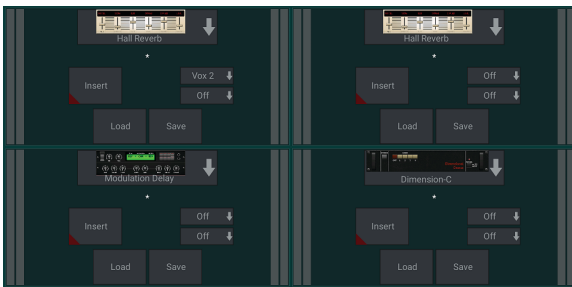 Hall Reverb
*
Insert
Vox 2
Off
Load
Save
Hall Reverb
*
Insert
Off
Off
Load
Save
Modulation Delay
*
Insert
Off
Off
Load
Save
Dimension-C
*
Insert
Off
Off
Load
Save